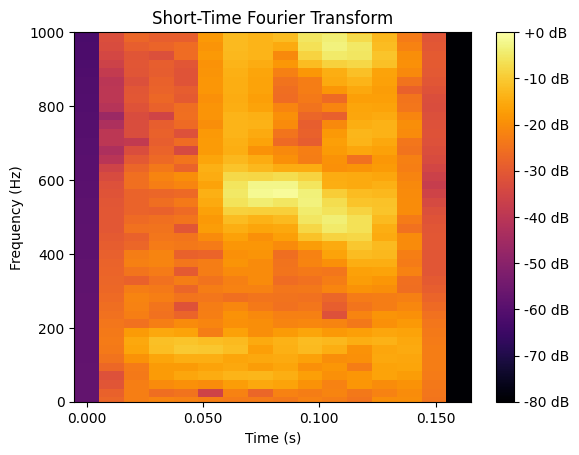 Short-Time Fourier Transform
1000
800
600
400
200
0
Frequency (Hz)
0.000
0.050
0.100
0.150
Time (s)
+0 dB
-10 dB
-20 dB
-30 dB
-40 dB
-50 dB
-60 dB
-70 dB
-80 dB